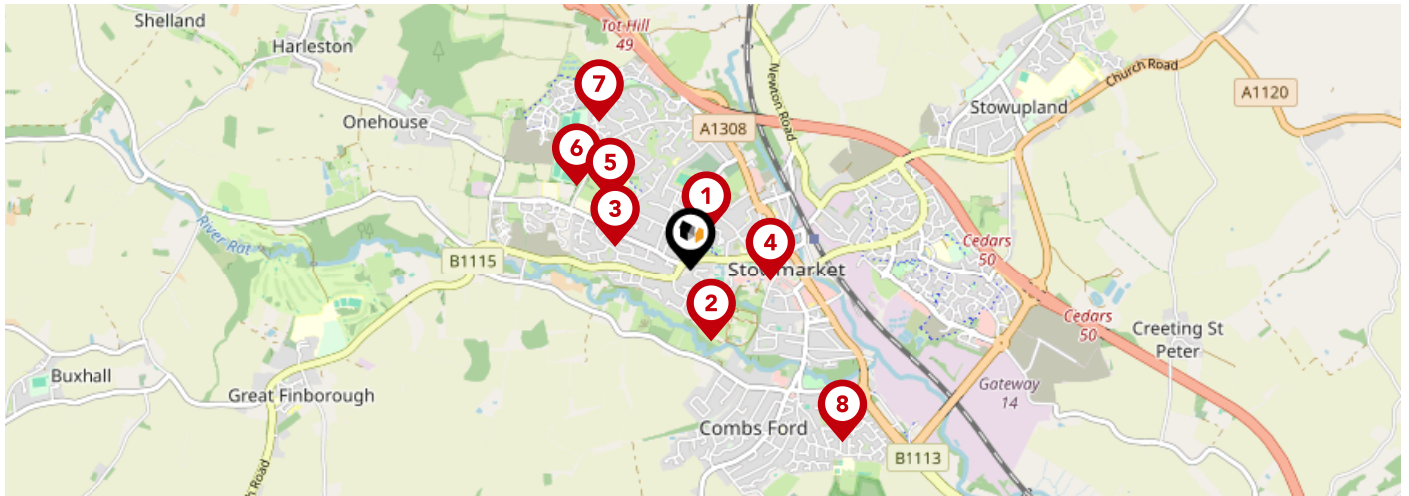 Shelland
Tot Hill
49
Harleston
Newton Road
Church Road
7
A1120
Stowupland
Onehouse
A1308
6
5
1
3
River Rat
4
Cedars
50
B1115
Stowmarket
2
Cedars
50
Creeting St
Peter
Buxhall
Gateway
14
Great Finborough
8
Combs Ford
B1113
Road